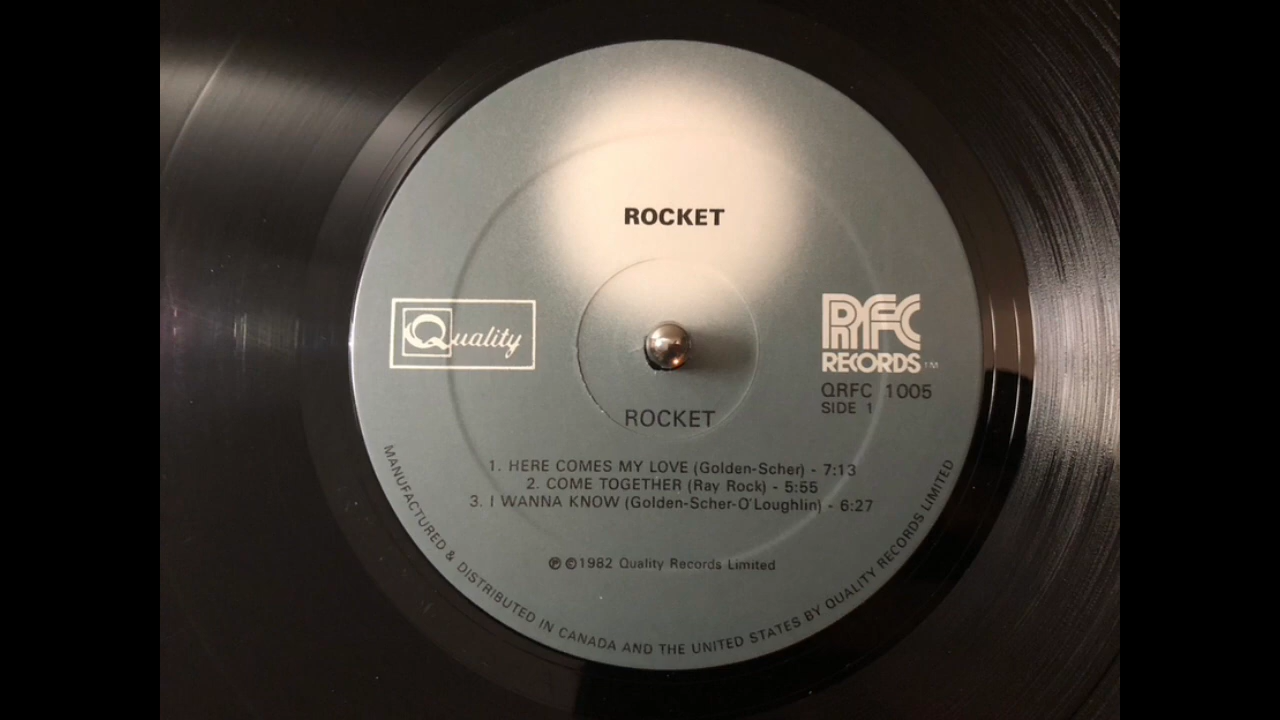 ROCKET
Quality
RFC
RECORDS TM
QRFC 1005
SIDE 1
ROCKET
1. HERE COMES MY LOVE (Golden-Scher) - 7:13
2. COME TOGETHER (Ray Rock) - 5:55
3. I WANNA KNOW (Golden-Scher-O'Loughlin) - 6:27
℗©1982 Quality Records Limited
MANUFACTURED & DISTRIBUTED IN CANADA AND THE UNITED STATES BY QUALITY RECORDS LIMITED